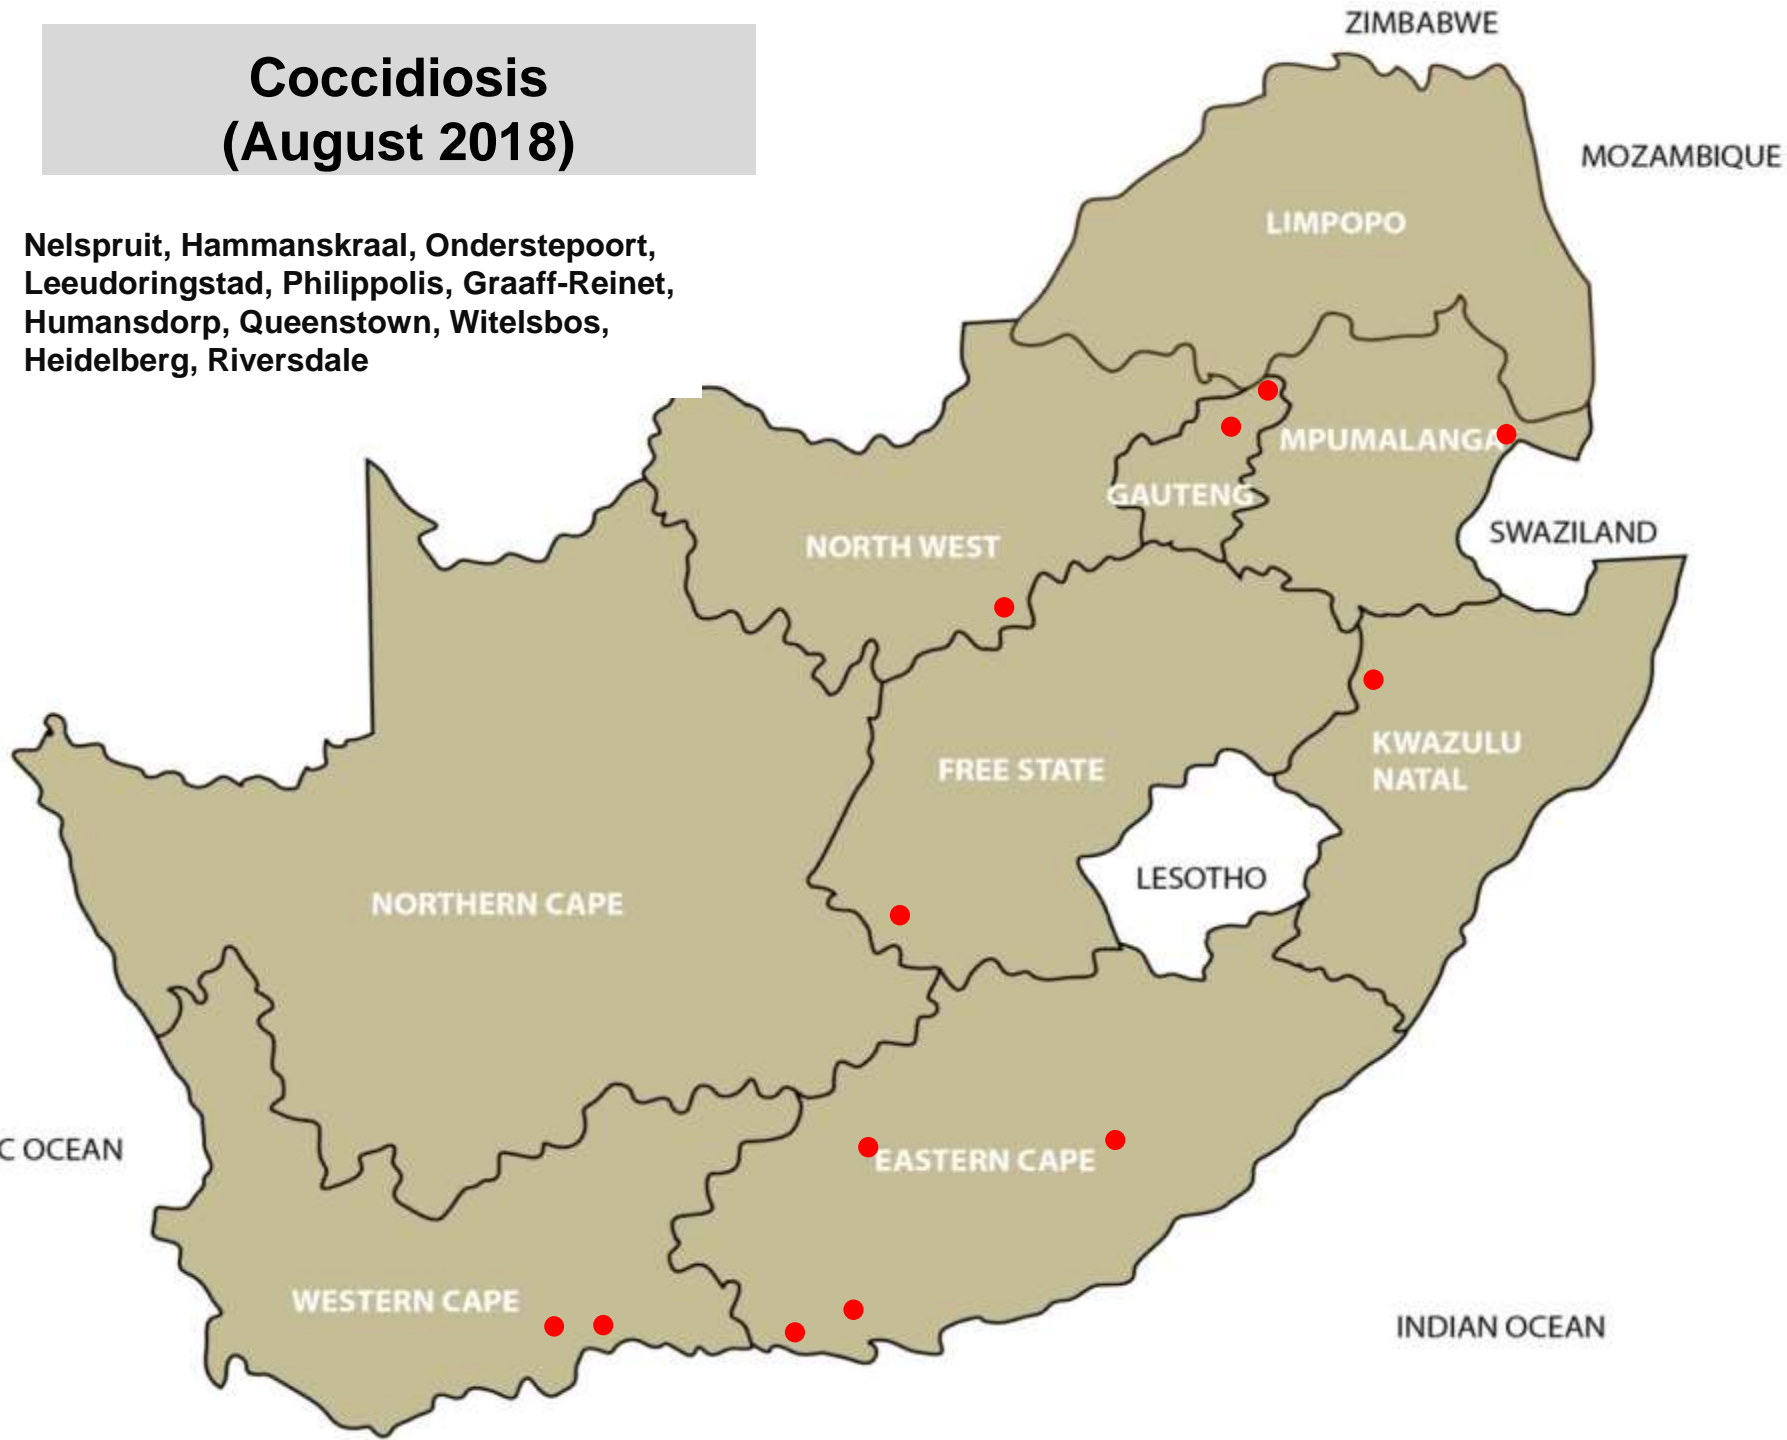 Coccidiosis
(August 2018)
Nelspruit, Hammanskraal, Onderstepoort,
Leeudoringstad, Philippolis, Graaff-Reinet,
Humansdorp, Queenstown, Witelsbos,
Heidelberg, Riversdale
ZIMBABWE
MOZAMBIQUE
LIMPOPO
MPUMALANGA
GAUTENG
SWAZILAND
NORTH WEST
KWAZULU
NATAL
FREE STATE
LESOTHO
NORTHERN CAPE
C OCEAN
EASTERN CAPE
WESTERN CAPE
INDIAN OCEAN